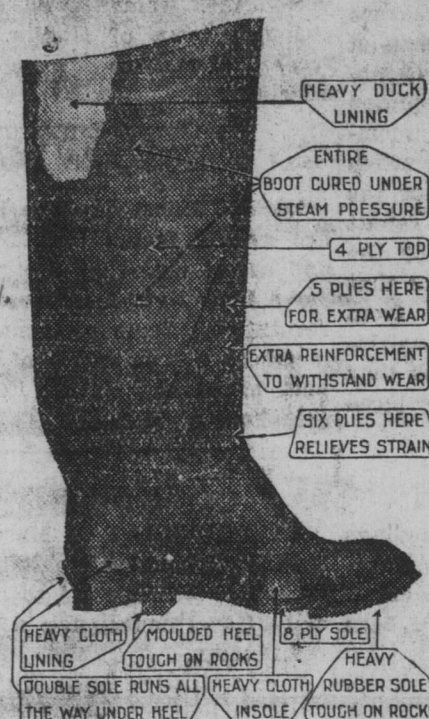 HEAVY DUCK
LINING
ENTIRE
BOOT CURED UNDER
STEAM PRESSURE
4 PLY TOP
5 PLIES HERE
FOR EXTRA WEAR
EXTRA REINFORCEMENT
TO WITHSTAND WEAR
SIX PLIES HERE
RELIEVES STRAIN
HEAVY CLOTH
LINING
MOULDED HEEL
TOUGH ON ROCKS
8 PLY SOLE
DOUBLE SOLE RUNS ALL
THE WAY UNDER HEEL
HEAVY CLOTH
INSOLE
HEAVY
RUBBER SOLE
TOUGH ON ROCK